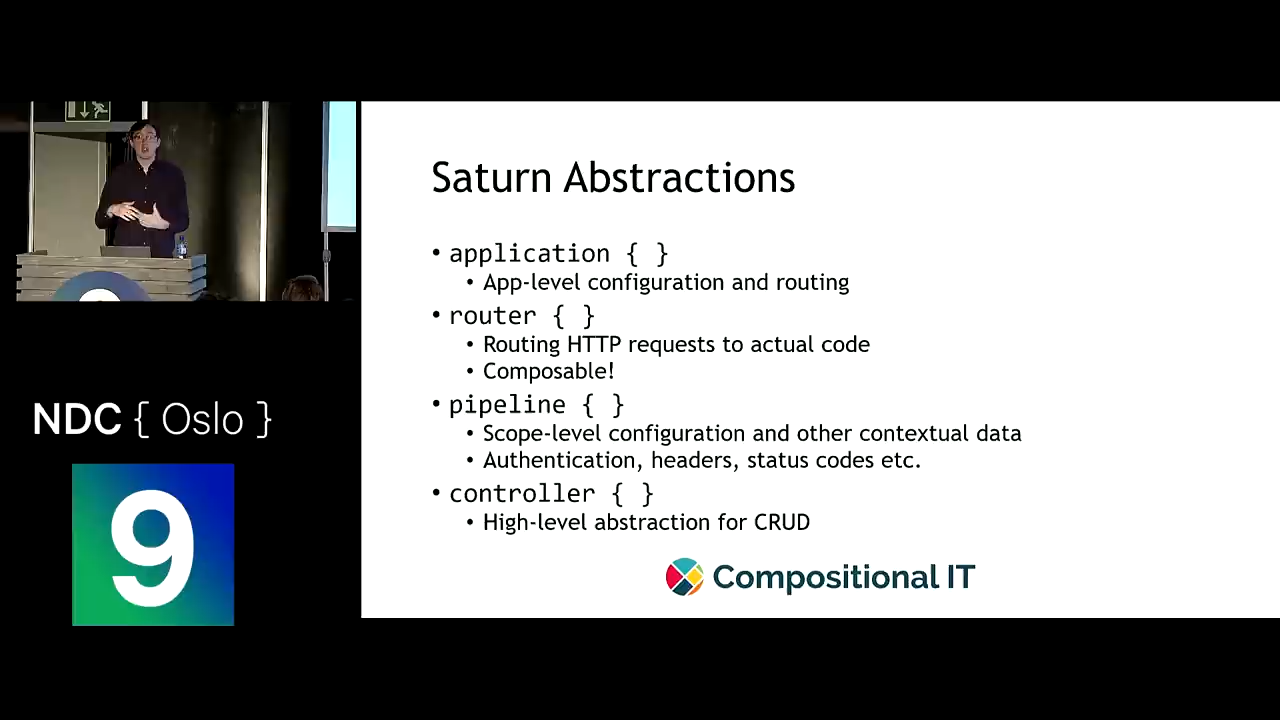 Saturn Abstractions
• application { }
• App-level configuration and routing
• router { }
• Routing HTTP requests to actual code
• Composable!
• pipeline { }
• Scope-level configuration and other contextual data
• Authentication, headers, status codes etc.
• controller { }
• High-level abstraction for CRUD
Compositional IT
NDC { Oslo }
9